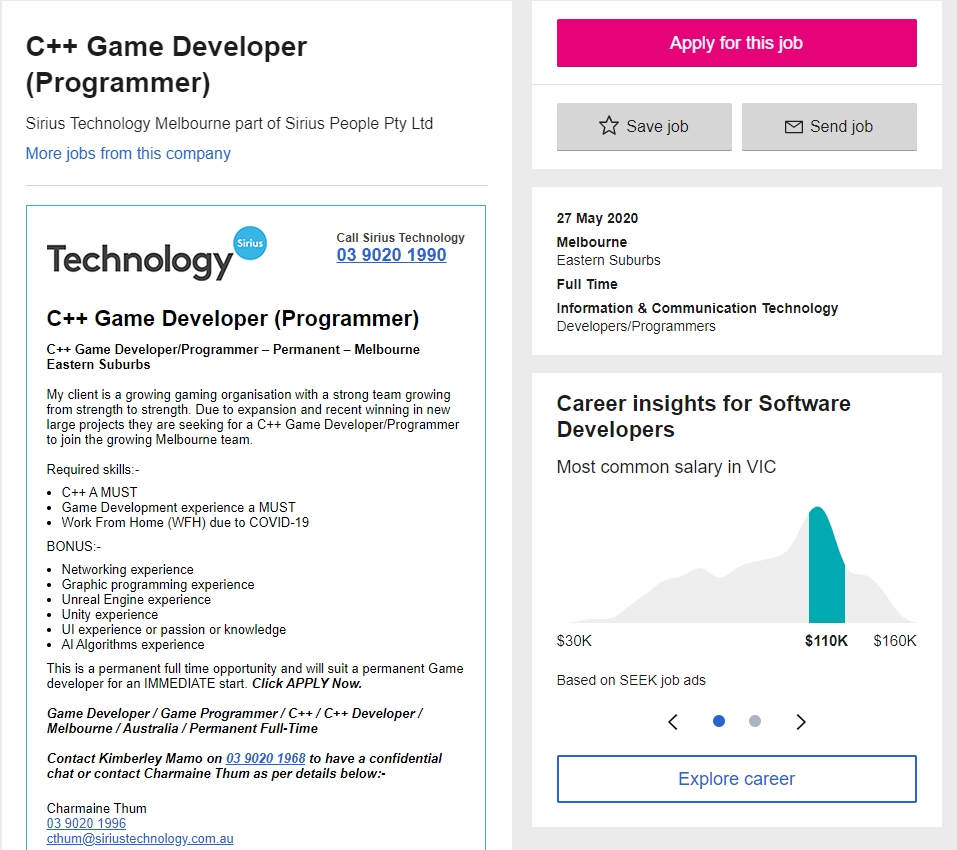 C++ Game Developer
(Programmer)
Sirius Technology Melbourne part of Sirius People Pty Ltd
More jobs from this company
Technology Sirius
Call Sirius Technology
03 9020 1990
C++ Game Developer (Programmer)
C++ Game Developer/Programmer – Permanent – Melbourne
Eastern Suburbs
My client is a growing gaming organisation with a strong team growing
from strength to strength. Due to expansion and recent winning in new
large projects they are seeking for a C++ Game Developer/Programmer
to join the growing Melbourne team.
Required skills:-
• C++ A MUST
• Game Development experience a MUST
• Work From Home (WFH) due to COVID-19
BONUS:-
• Networking experience
• Graphic programming experience
• Unreal Engine experience
• Unity experience
• UI experience or passion or knowledge
• AI Algorithms experience
This is a permanent full time opportunity and will suit a permanent Game
developer for an IMMEDIATE start. Click APPLY Now.
Game Developer / Game Programmer / C++ / C++ Developer /
Melbourne / Australia / Permanent Full-Time
Contact Kimberley Mamo on 03 9020 1968 to have a confidential
chat or contact Charmaine Thum as per details below:-
Charmaine Thum
03 9020 1996
cthum@siriustechnology.com.au
Apply for this job
Save job
Send job
27 May 2020
Melbourne
Eastern Suburbs
Full Time
Information & Communication Technology
Developers/Programmers
Career insights for Software
Developers
Most common salary in VIC
$30K $110K $160K
Based on SEEK job ads
Explore career